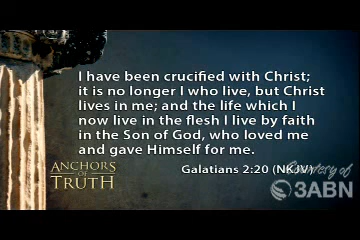 I have been crucified with Christ;
it is no longer I who live, but Christ
lives in me; and the life which I
now live in the flesh I live by faith
in the Son of God, who loved me
and gave Himself for me.
Galatians 2:20 (NKJV)
ANCHORS
OF
TRUTH
Courtesy of
3ABN